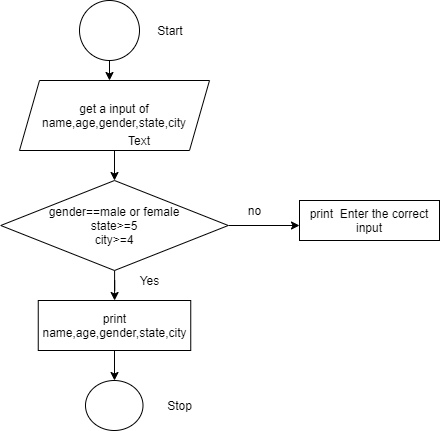 Start
get a input of
name,age,gender,state,city
Text
gender==male or female
state>=5
city>=4
no
print Enter the correct
input
Yes
print
name,age,gender,state,city
Stop